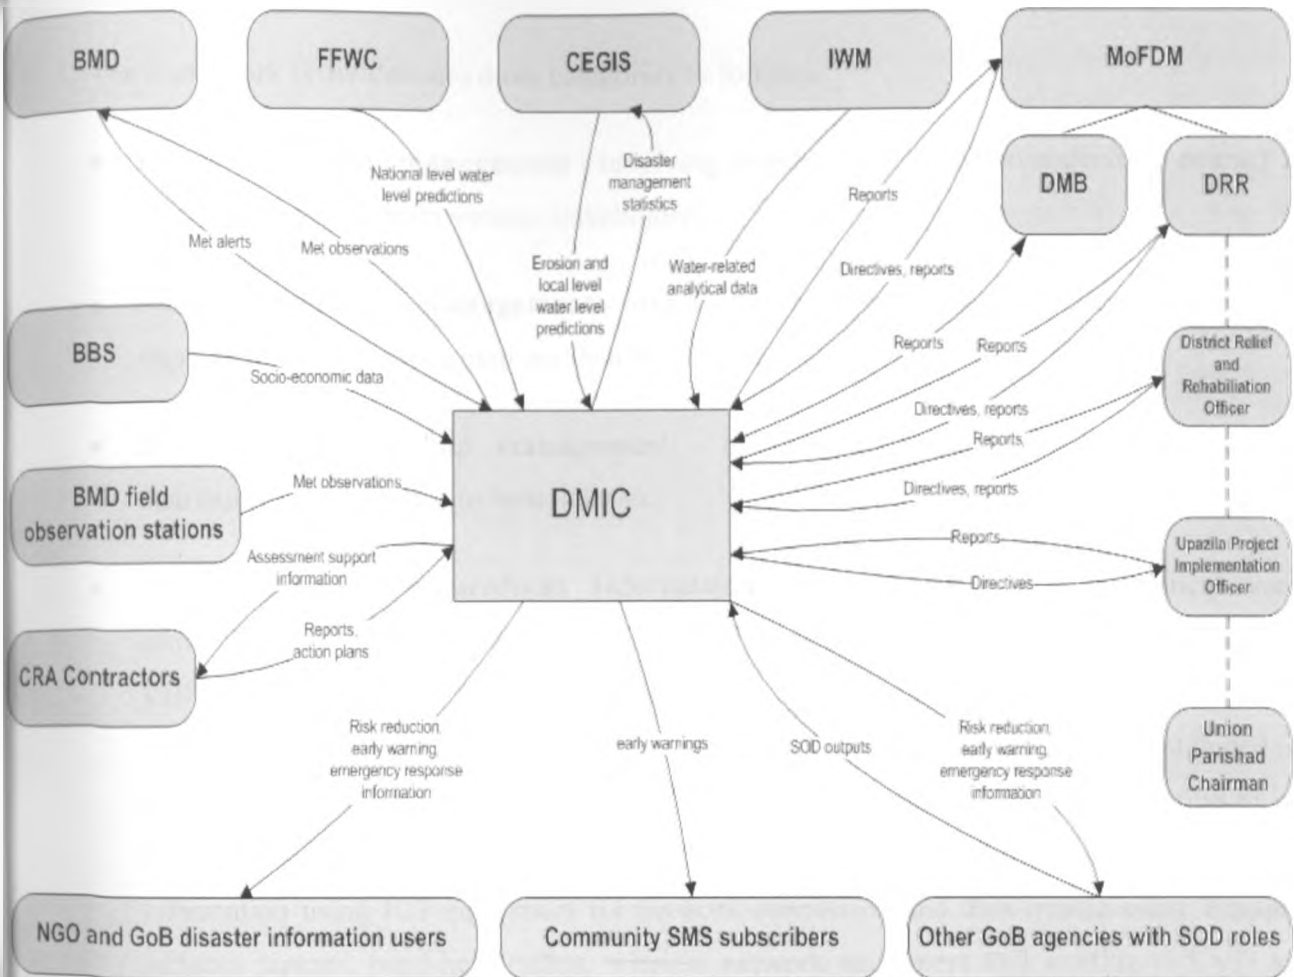 BMD
FFWC
CEGIS
IWM
MoFDM
DMB
DRR
National level water
level predictions
Disaster
management
statistics
Reports
Met alerts
Met observations
Erosion and
local level
water level
predictions
Water-related
analytical data
Directives, reports
BBS
Socio-economic data
Reports
Reports
District Relief
and
Rehabiliation
Officer
Directives, reports
Reports,
DMIC
BMD field
observation stations
Met observations
Directives, reports
Assessment support
information
Reports
Directives
Upazila Project
Implementation
Officer
Reports,
action plans
CRA Contractors
Risk reduction,
early warning,
emergency response
information
early warnings
SOD outputs
Risk reduction,
early warning,
emergency response
information
Union
Parishad
Chairman
NGO and GoB disaster information users
Community SMS subscribers
Other GoB agencies with SOD roles